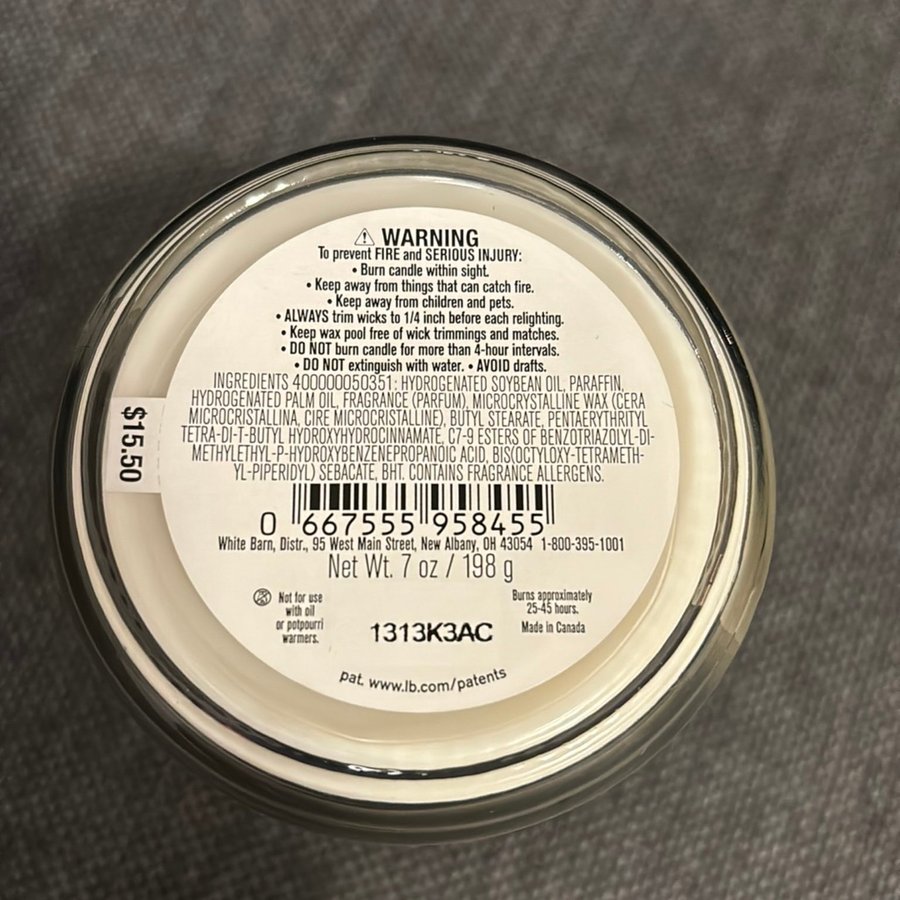 WARNING
To prevent FIRE and SERIOUS INJURY:
• Burn candle within sight.
• Keep away from things that can catch fire.
• Keep away from children and pets.
• ALWAYS trim wicks to 1/4 inch before each relighting.
• Keep wax pool free of wick trimmings and matches.
• DO NOT burn candle for more than 4-hour intervals.
• DO NOT extinguish with water. • AVOID drafts.
INGREDIENTS 400000050351: HYDROGENATED SOYBEAN OIL, PARAFFIN,
HYDROGENATED PALM OIL, FRAGRANCE (PARFUM), MICROCRYSTALLINE WAX (CERA
MICROCRISTALLINA, CIRE MICROCRISTALLINE), BUTYL STEARATE, PENTAERYTHRITYL
TETRA-DI-T-BUTYL HYDROXYHYDROCINNAMATE, C7-9 ESTERS OF BENZOTRIAZOLYL-DI-
METHYLETHYL-P-HYDROXYBENZENEPROPANOIC ACID, BIS(OCTYLOXY-TETRAMETH-
YL-PIPERIDYL) SEBACATE, BHT. CONTAINS FRAGRANCE ALLERGENS.
$15.50
0 667555 958455
White Barn, Distr., 95 West Main Street, New Albany, OH 43054 1-800-395-1001
Net Wt. 7 oz / 198 g
Not for use
with oil
or potpourri
warmers.
1313K3AC
Burns approximately
25-45 hours.
Made in Canada
pat. www.lb.com/patents